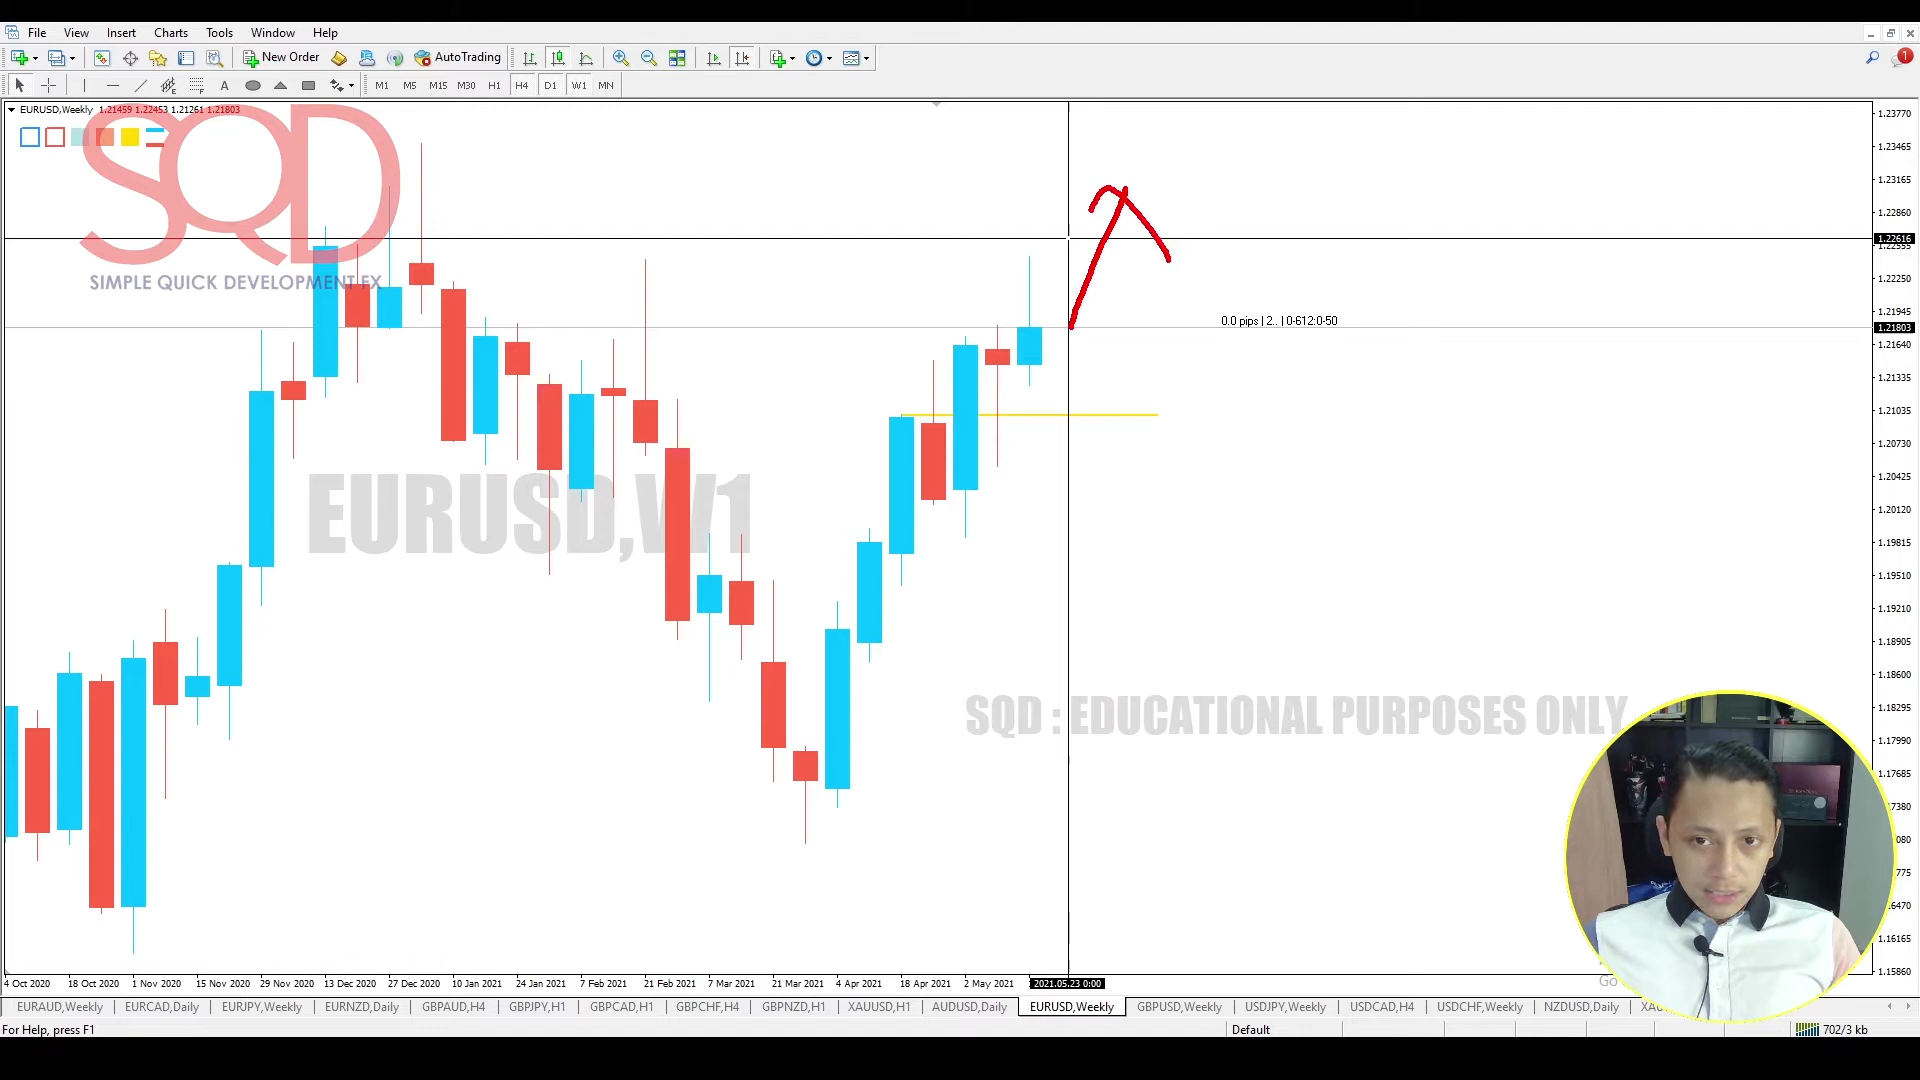 File View Insert Charts Tools Window Help
New Order AutoTrading
A M1 M5 M15 M30 H1 H4 D1 W1 MN
EURUSD,Weekly 1.21459 1.22453 1.21261 1.21803
SQD
SIMPLE QUICK DEVELOPMENT FX
EURUSD,W1
SQD : EDUCATIONAL PURPOSES ONLY
0.0 pips | 2.. | 0-612:0-50
1.23770
1.23465
1.23165
1.22860
1.22616
1.22555
1.22250
1.21945
1.21803
1.21640
1.21335
1.21035
1.20730
1.20425
1.20120
1.19815
1.19510
1.19210
1.18905
1.18600
1.18295
1.17990
1.17685
1.16165
1.15860
4 Oct 2020 18 Oct 2020 1 Nov 2020 15 Nov 2020 29 Nov 2020 13 Dec 2020 27 Dec 2020 10 Jan 2021 24 Jan 2021 7 Feb 2021 21 Feb 2021 7 Mar 2021 21 Mar 2021 4 Apr 2021 18 Apr 2021 2 May 2021 2021.05.23 0:00
EURAUD,Weekly EURCAD,Daily EURJPY,Weekly EURNZD,Daily GBPAUD,H4 GBPJPY,H1 GBPCAD,H1 GBPCHF,H4 GBPNZD,H1 XAUUSD,H1 AUDUSD,Daily EURUSD,Weekly GBPUSD,Weekly USDJPY,Weekly USDCAD,H4 USDCHF,Weekly NZDUSD,Daily
For Help, press F1 Default 702/3 kb